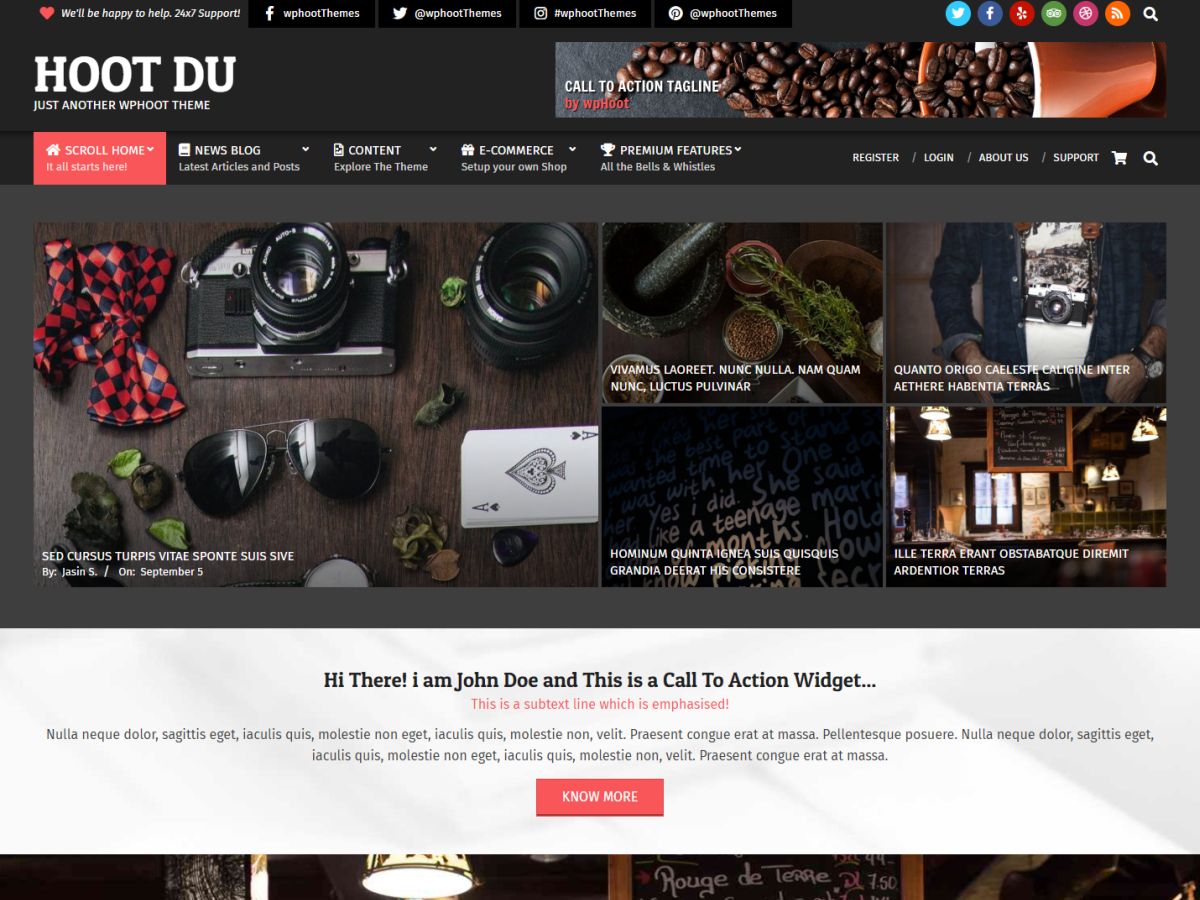 We'll be happy to help. 24x7 Support!
wphootThemes
@wphootThemes
#wphootThemes
@wphootThemes
HOOT DU
JUST ANOTHER WPHOOT THEME
CALL TO ACTION TAGLINE
by wpHoot
SCROLL HOME
It all starts here!
NEWS BLOG
Latest Articles and Posts
CONTENT
Explore The Theme
E-COMMERCE
Setup your own Shop
PREMIUM FEATURES
All the Bells & Whistles
REGISTER / LOGIN / ABOUT US / SUPPORT
SED CURSUS TURPIS VITAE SPONTE SUIS SIVE
By: Jasin S. / On: September 5
VIVAMUS LAOREET. NUNC NULLA. NAM QUAM
NUNC, LUCTUS PULVINAR
QUANTO ORIGO CAELESTE CALIGINE INTER
AETHERE HABENTIA TERRAS
HOMINUM QUINTA IGNEA SUIS QUISQUIS
GRANDIA DEERAT HIS CONSISTERE
ILLE TERRA ERANT OBSTABATQUE DIREMIT
ARDENTIOR TERRAS
Hi There! i am John Doe and This is a Call To Action Widget...
This is a subtext line which is emphasised!
Nulla neque dolor, sagittis eget, iaculis quis, molestie non eget, iaculis quis, molestie non, velit. Praesent congue erat at massa. Pellentesque posuere. Nulla neque dolor, sagittis eget,
iaculis quis, molestie non eget, iaculis quis, molestie non, velit. Praesent congue erat at massa.
KNOW MORE
Rouge de Terre 7.50